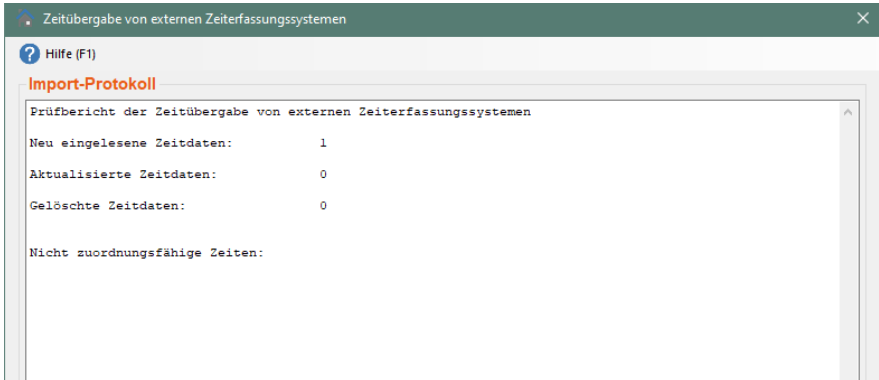 Zeitübergabe von externen Zeiterfassungssystemen
? Hilfe (F1)
Import-Protokoll
Prüfbericht der Zeitübergabe von externen Zeiterfassungssystemen
Neu eingelesene Zeitdaten: 1
Aktualisierte Zeitdaten: 0
Gelöschte Zeitdaten: 0
Nicht zuordnungsfähige Zeiten: